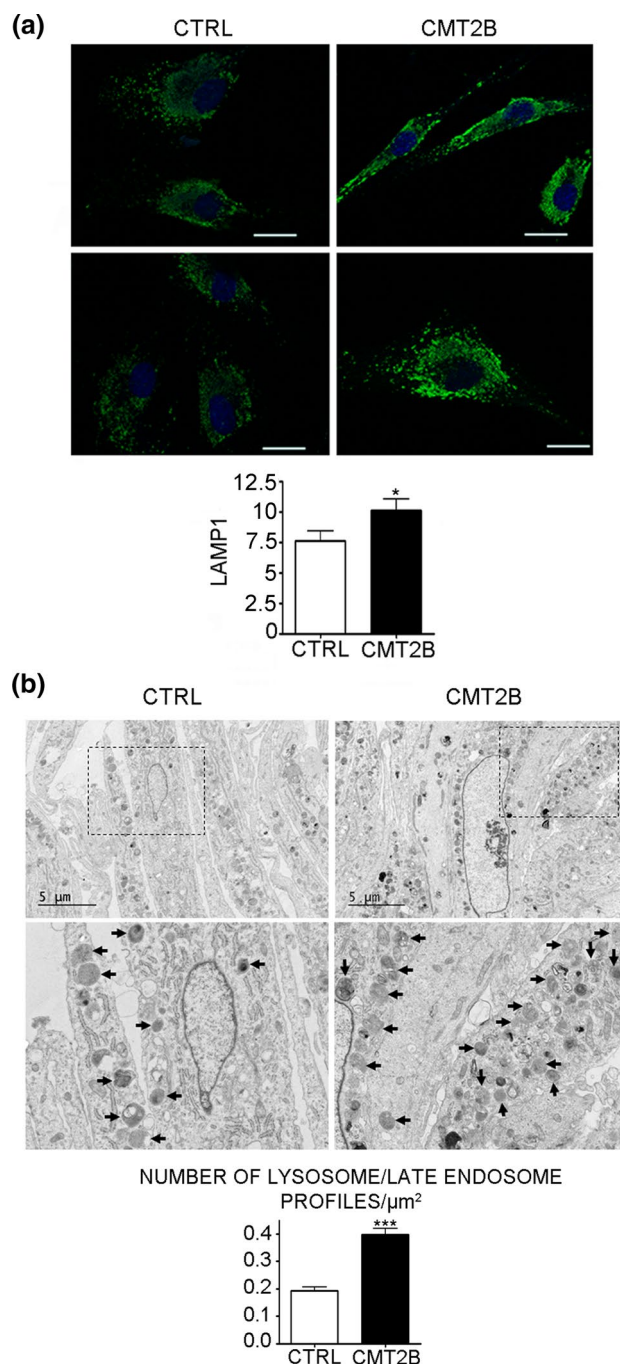 (a)
CTRL CMT2B
12.5
10
7.5
5
2.5
0
LAMP1
*
CTRL CMT2B
(b)
CTRL CMT2B
5 µm 5 µm
NUMBER OF LYSOSOME/LATE ENDOSOME
PROFILES/µm²
0.4
0.3
0.2
0.1
0.0
***
CTRL CMT2B